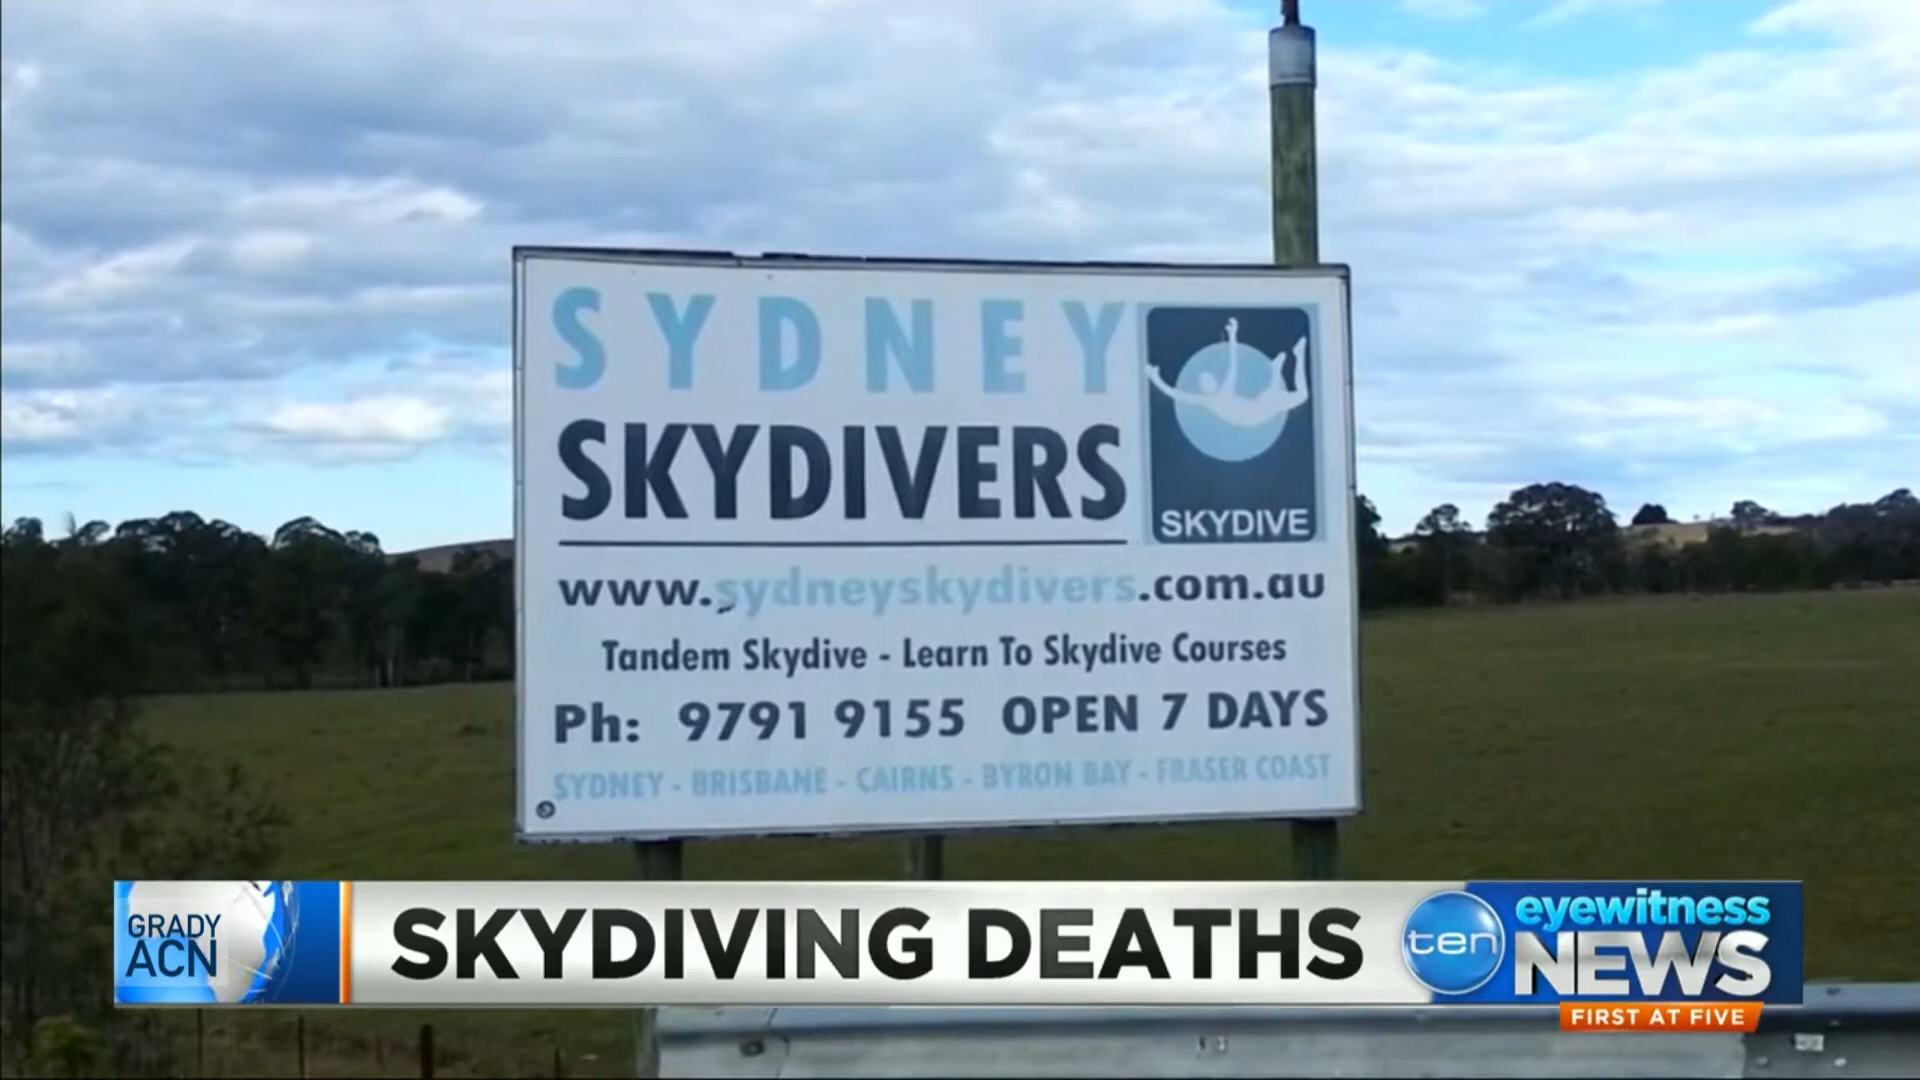 SYDNEY
SKYDIVERS
SKYDIVE
www.sydneyskydivers.com.au
Tandem Skydive - Learn To Skydive Courses
Ph: 9791 9155 OPEN 7 DAYS
SYDNEY - BRISBANE - CAIRNS - BYRON BAY - FRASER COAST
GRADY
ACN
SKYDIVING DEATHS
ten
eyewitness
NEWS
FIRST AT FIVE